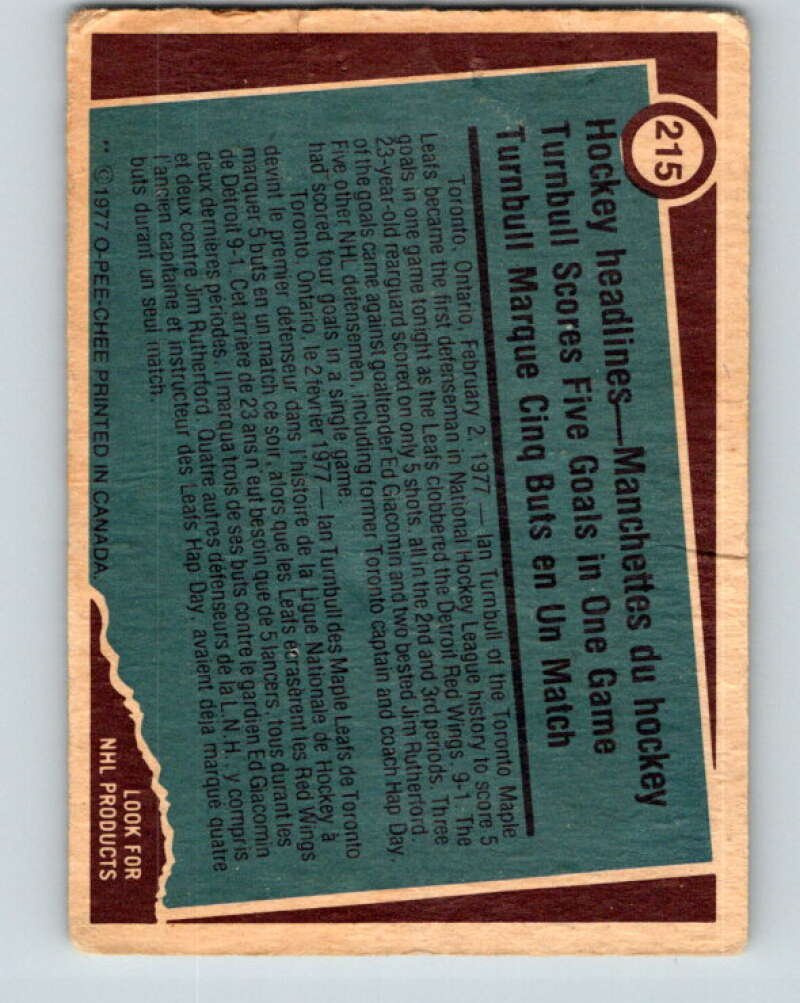 215
Hockey headlines—Manchettes du hockey
Turnbull Scores Five Goals in One Game
Turnbull Marque Cinq Buts en Un Match
Toronto, Ontario, February 2, 1977 — Ian Turnbull of the Toronto Maple
Leafs became the first defenseman in National Hockey League history to score 5
goals in one game tonight as the Leafs clobbered the Detroit Red Wings, 9-1. The
23-year-old rearguard scored on only 5 shots, all in the 2nd and 3rd periods. Three
of the goals came against goaltender Ed Giacomin and two bested Jim Rutherford.
Five other NHL defensemen, including former Toronto captain and coach Hap Day,
had scored four goals in a single game.
Toronto, Ontario, le 2 février 1977 — Ian Turnbull des Maple Leafs de Toronto
devint le premier défenseur dans l'histoire de la Ligue Nationale de Hockey à
marquer 5 buts en un match ce soir, alors que les Leafs écrasèrent les Red Wings
de Detroit 9-1. Cet arrière de 23 ans n'eut besoin que de 5 lancers, tous durant les
deux dernières périodes. Il marqua trois de ses buts contre le gardien Ed Giacomin
et deux contre Jim Rutherford. Quatre autres défenseurs de la L.N.H., y compris
l'ancien capitaine et instructeur des Leafs Hap Day, avaient déja marqué quatre
buts durant un seul match.
** ©1977 O-PEE-CHEE PRINTED IN CANADA.
LOOK FOR
NHL PRODUCTS